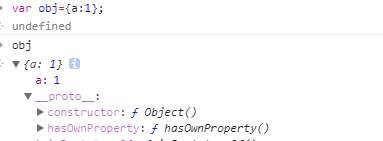 > var obj={a:1};
< undefined
> obj
< ▼{a: 1} i
a: 1
▼__proto__:
▶constructor: ƒ Object()
▶hasOwnProperty: ƒ hasOwnProperty()